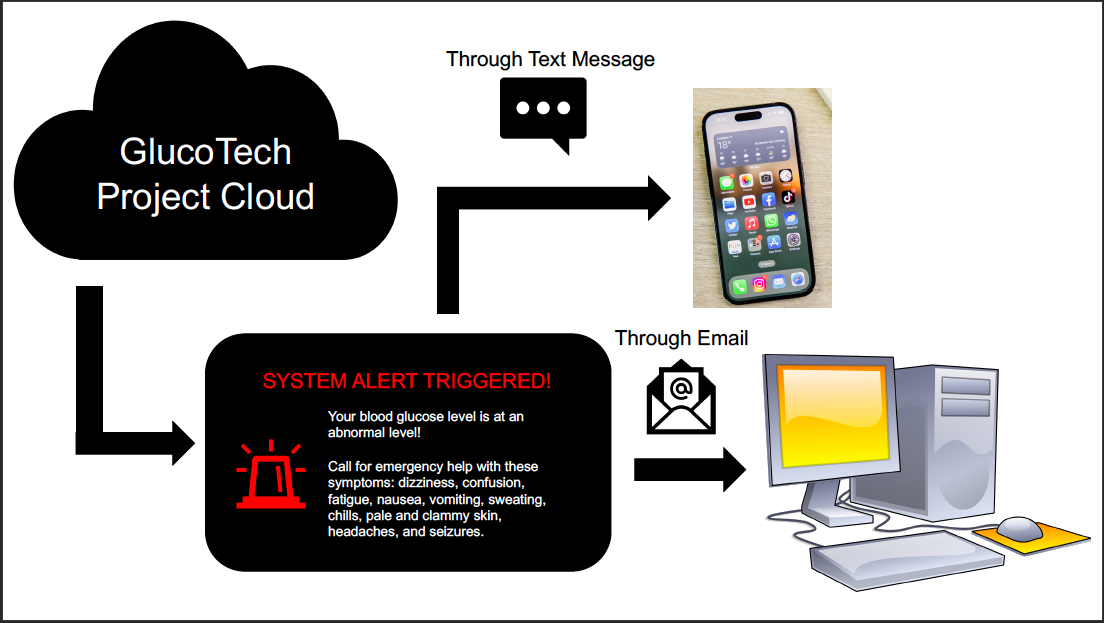 GlucoTech
Project Cloud
Through Text Message
18°
SYSTEM ALERT TRIGGERED!
Your blood glucose level is at an
abnormal level!
Call for emergency help with these
symptoms: dizziness, confusion,
fatigue, nausea, vomiting, sweating,
chills, pale and clammy skin,
headaches, and seizures.
Through Email
@